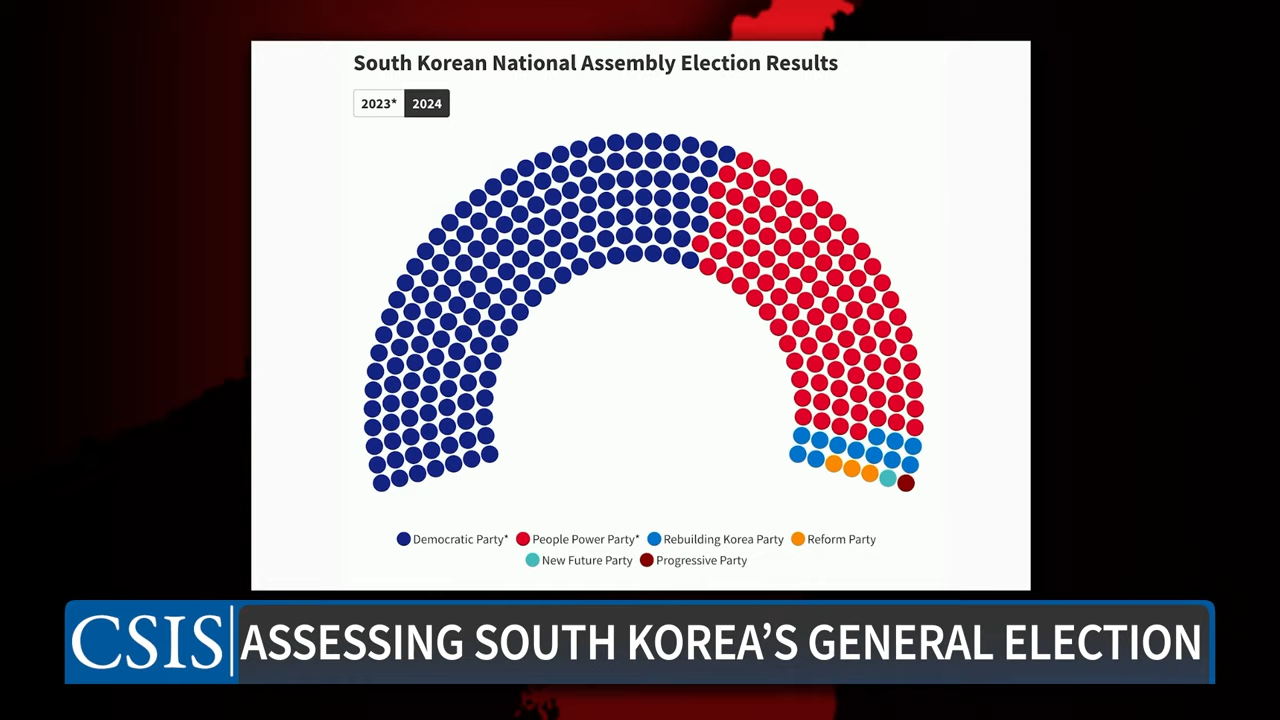 South Korean National Assembly Election Results
2023* 2024
Democratic Party* People Power Party* Rebuilding Korea Party Reform Party
New Future Party Progressive Party
CSIS ASSESSING SOUTH KOREA’S GENERAL ELECTION